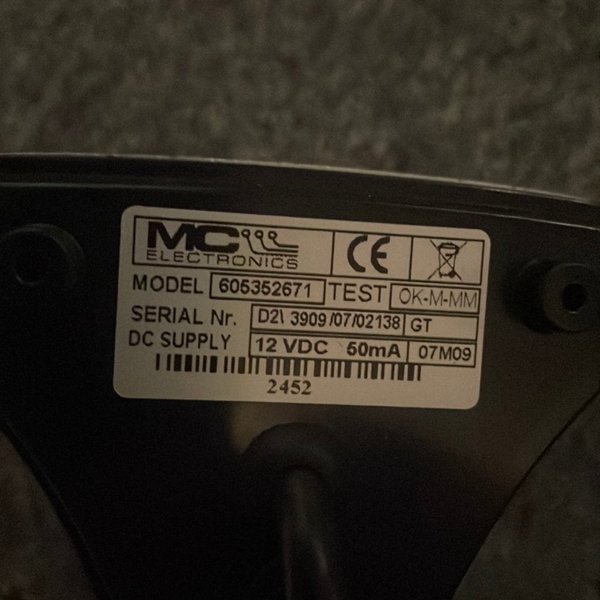 MC
ELECTRONICS
CE
MODEL 605352671 TEST OK-M-MM
SERIAL Nr. D2\ 3909/07/02138 GT
DC SUPPLY 12 VDC 50mA 07M09
2452